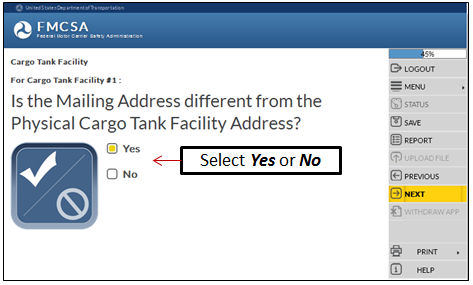 United States Department of Transportation
FMCSA
Federal Motor Carrier Safety Administration
Cargo Tank Facility
For Cargo Tank Facility #1 :
Is the Mailing Address different from the
Physical Cargo Tank Facility Address?
Yes
No
Select Yes or No
45%
LOGOUT
MENU
STATUS
SAVE
REPORT
UPLOAD FILE
PREVIOUS
NEXT
WITHDRAW APP
PRINT
HELP